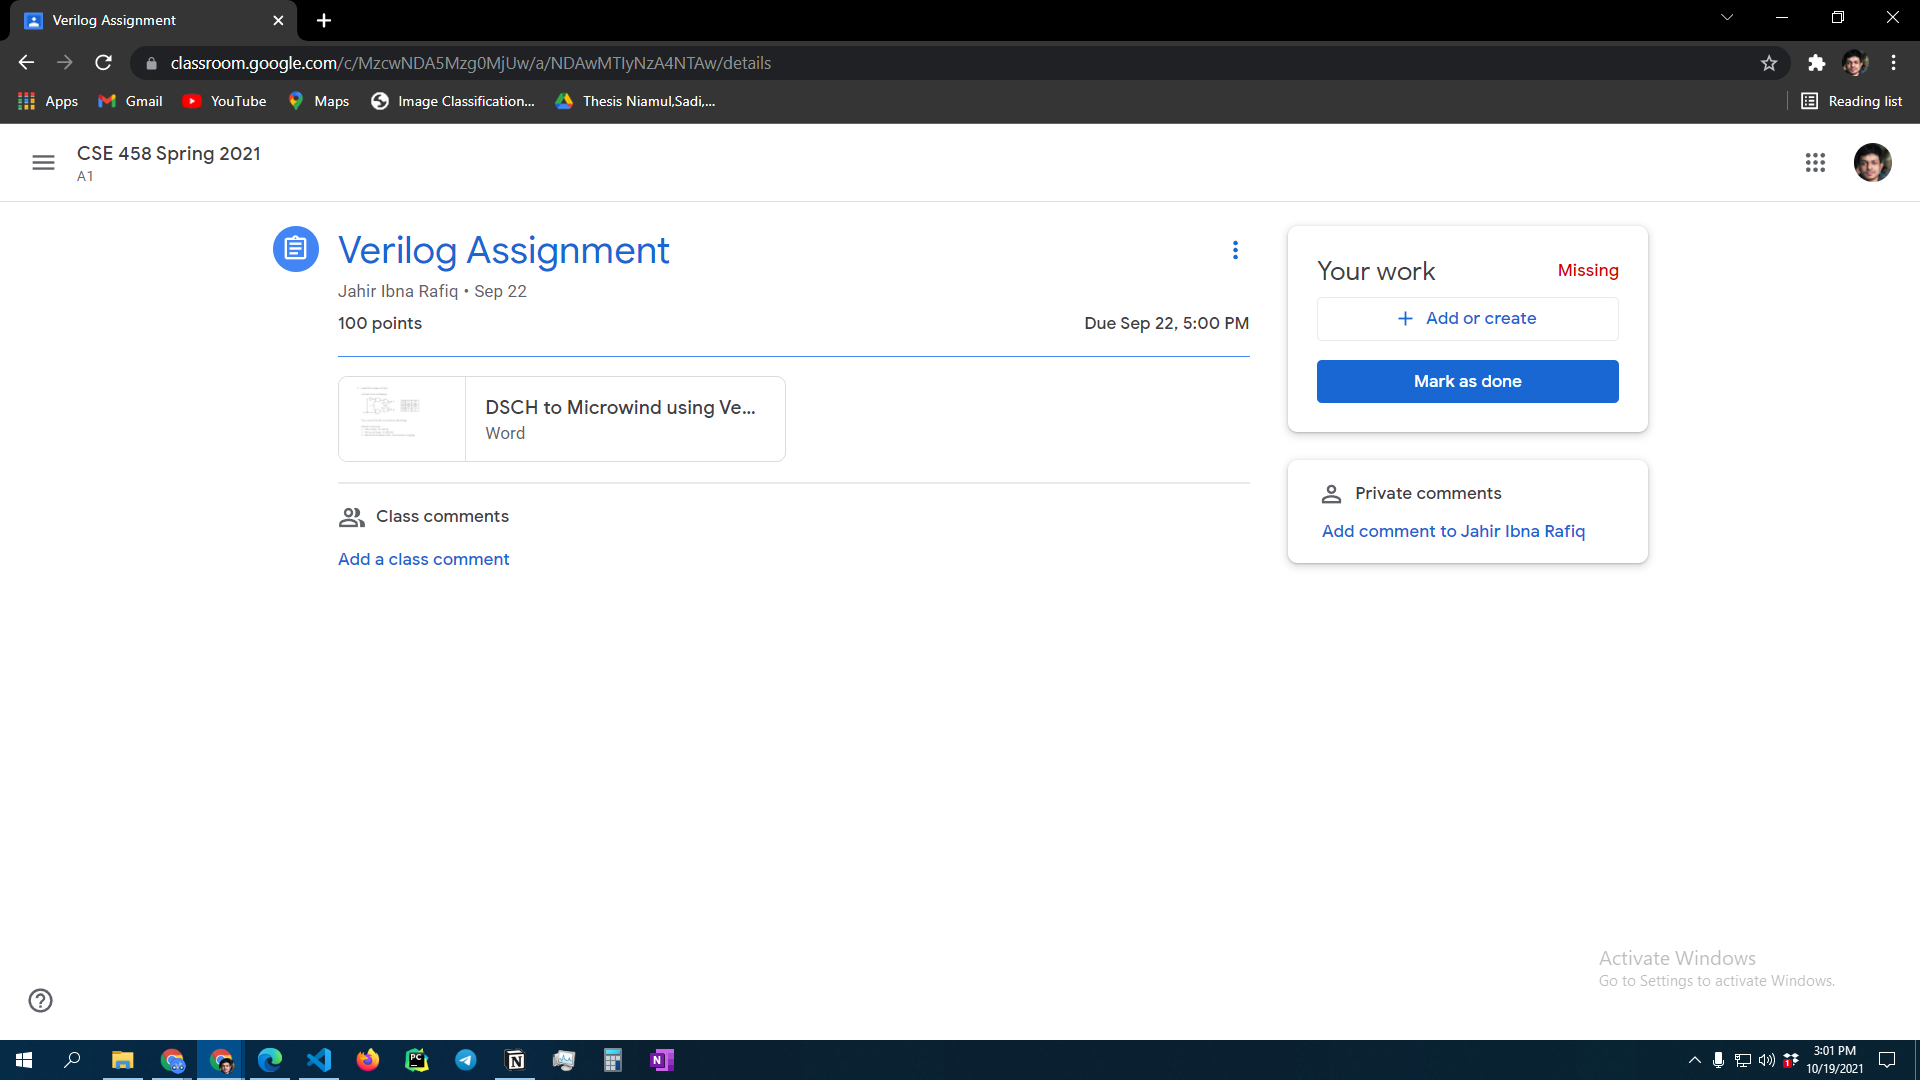 Verilog Assignment
classroom.google.com/c/MzcwNDA5Mzg0MjUw/a/NDAwMTIyNzA4NTAw/details
Apps
Gmail
YouTube
Maps
Image Classification...
Thesis Niamul,Sadi,...
Reading list
CSE 458 Spring 2021
A1
Verilog Assignment
Jahir Ibna Rafiq • Sep 22
100 points
Due Sep 22, 5:00 PM
DSCH to Microwind using Ve...
Word
Class comments
Add a class comment
Your work
Missing
+ Add or create
Mark as done
Private comments
Add comment to Jahir Ibna Rafiq
Activate Windows
Go to Settings to activate Windows.
3:01 PM
10/19/2021